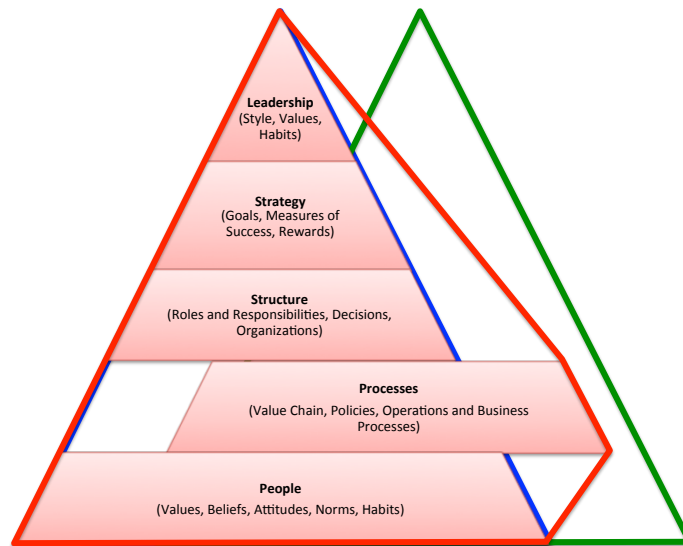 Leadership
(Style, Values,
Habits)
Strategy
(Goals, Measures of
Success, Rewards)
Structure
(Roles and Responsibilities, Decisions,
Organizations)
Processes
(Value Chain, Policies, Operations and Business
Processes)
People
(Values, Beliefs, Attitudes, Norms, Habits)